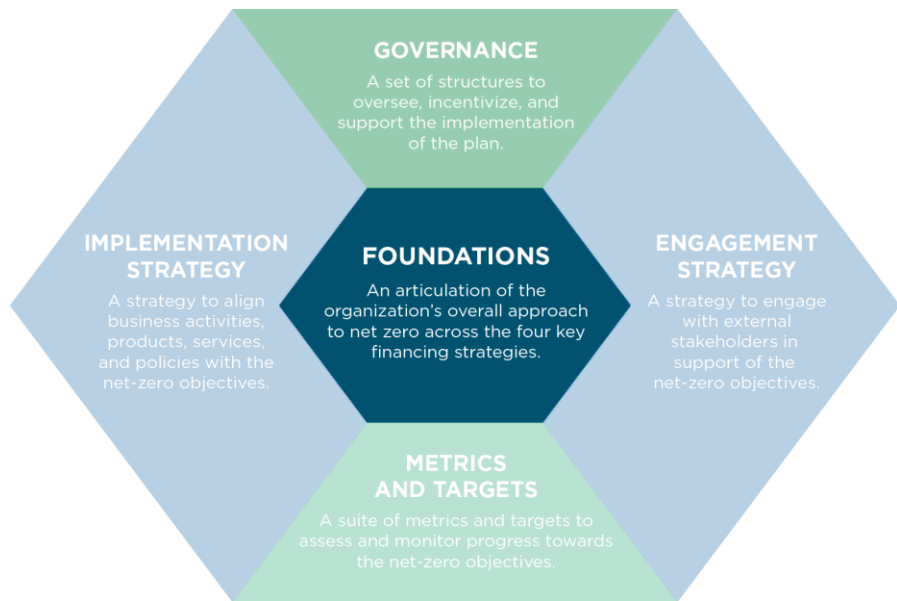 GOVERNANCE
A set of structures to
oversee, incentivize, and
support the implementation
of the plan.
IMPLEMENTATION
STRATEGY
A strategy to align
business activities,
products, services,
and policies with the
net-zero objectives.
FOUNDATIONS
An articulation of the
organization's overall approach
to net zero across the four key
financing strategies.
ENGAGEMENT
STRATEGY
A strategy to engage
with external
stakeholders in
support of the
net-zero objectives.
METRICS
AND TARGETS
A suite of metrics and targets to
assess and monitor progress towards
the net-zero objectives.